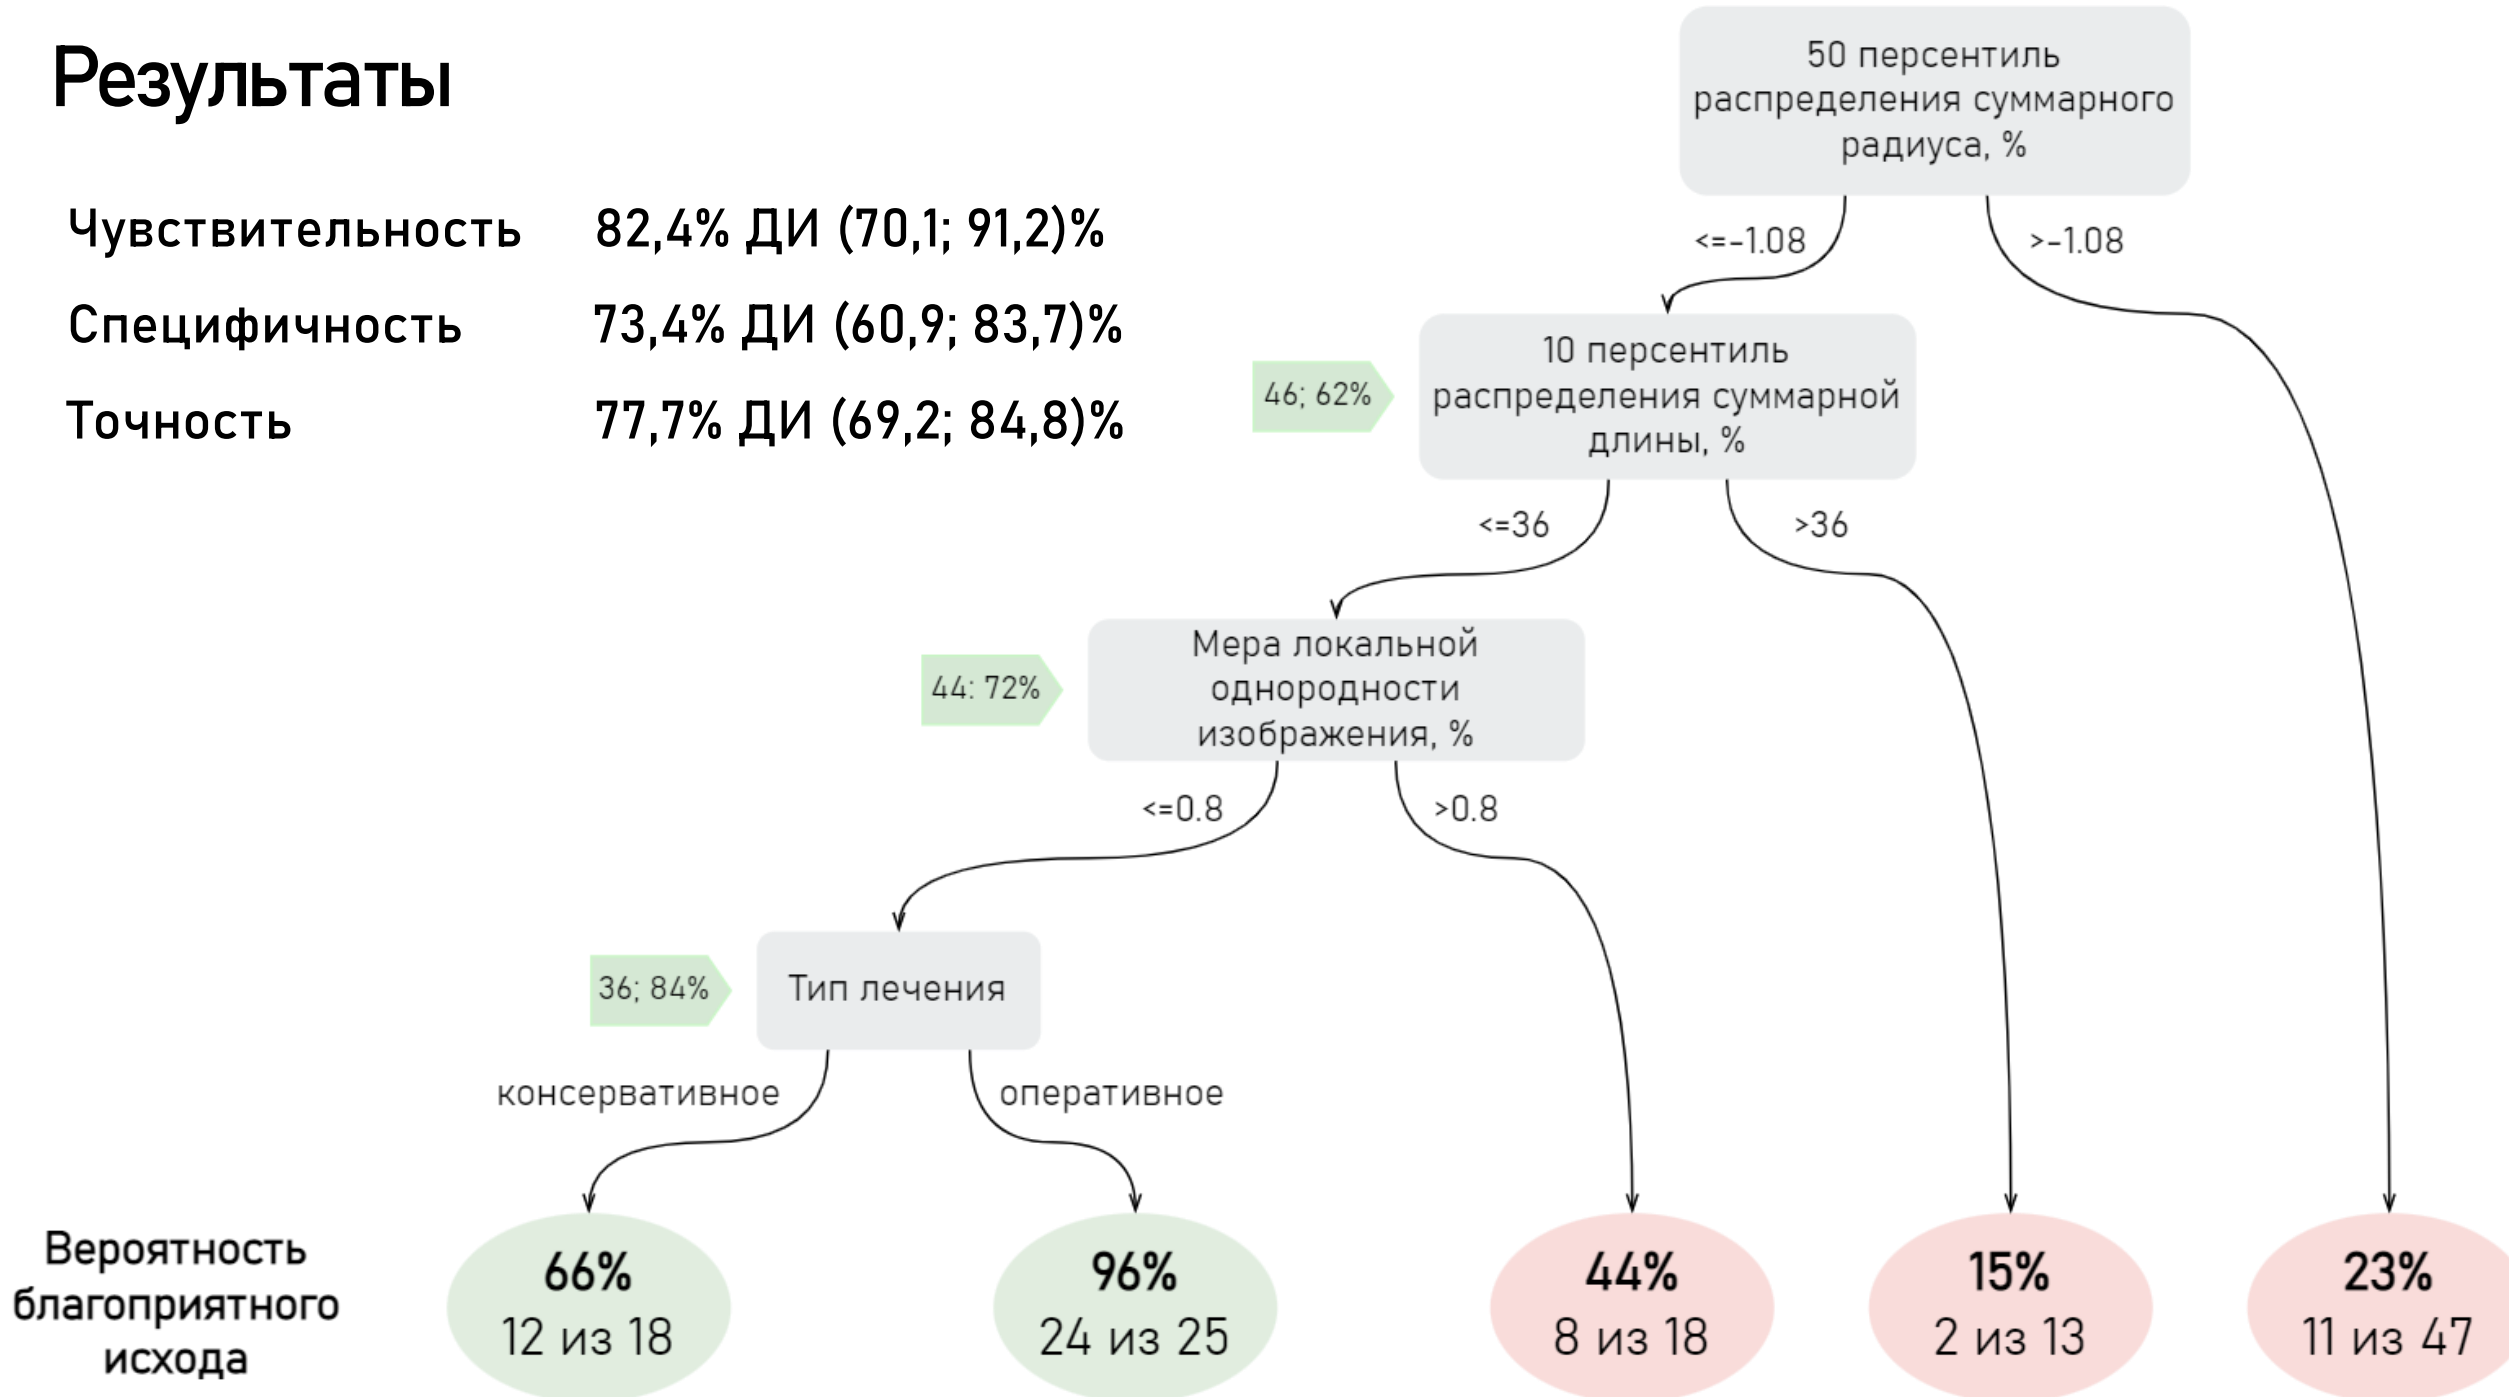 Результаты
Чувствительность 82,4% ДИ (70,1; 91,2)%
Специфичность 73,4% ДИ (60,9; 83,7)%
Точность 77,7% ДИ (69,2; 84,8)%
50 персентиль
распределения суммарного
радиуса, %
<=-1.08
>-1.08
46; 62%
10 персентиль
распределения суммарной
длины, %
<=36
>36
44: 72%
Мера локальной
однородности
изображения, %
<=0.8
>0.8
36; 84%
Тип лечения
консервативное
оперативное
Вероятность
благоприятного
исхода
66%
12 из 18
96%
24 из 25
44%
8 из 18
15%
2 из 13
23%
11 из 47